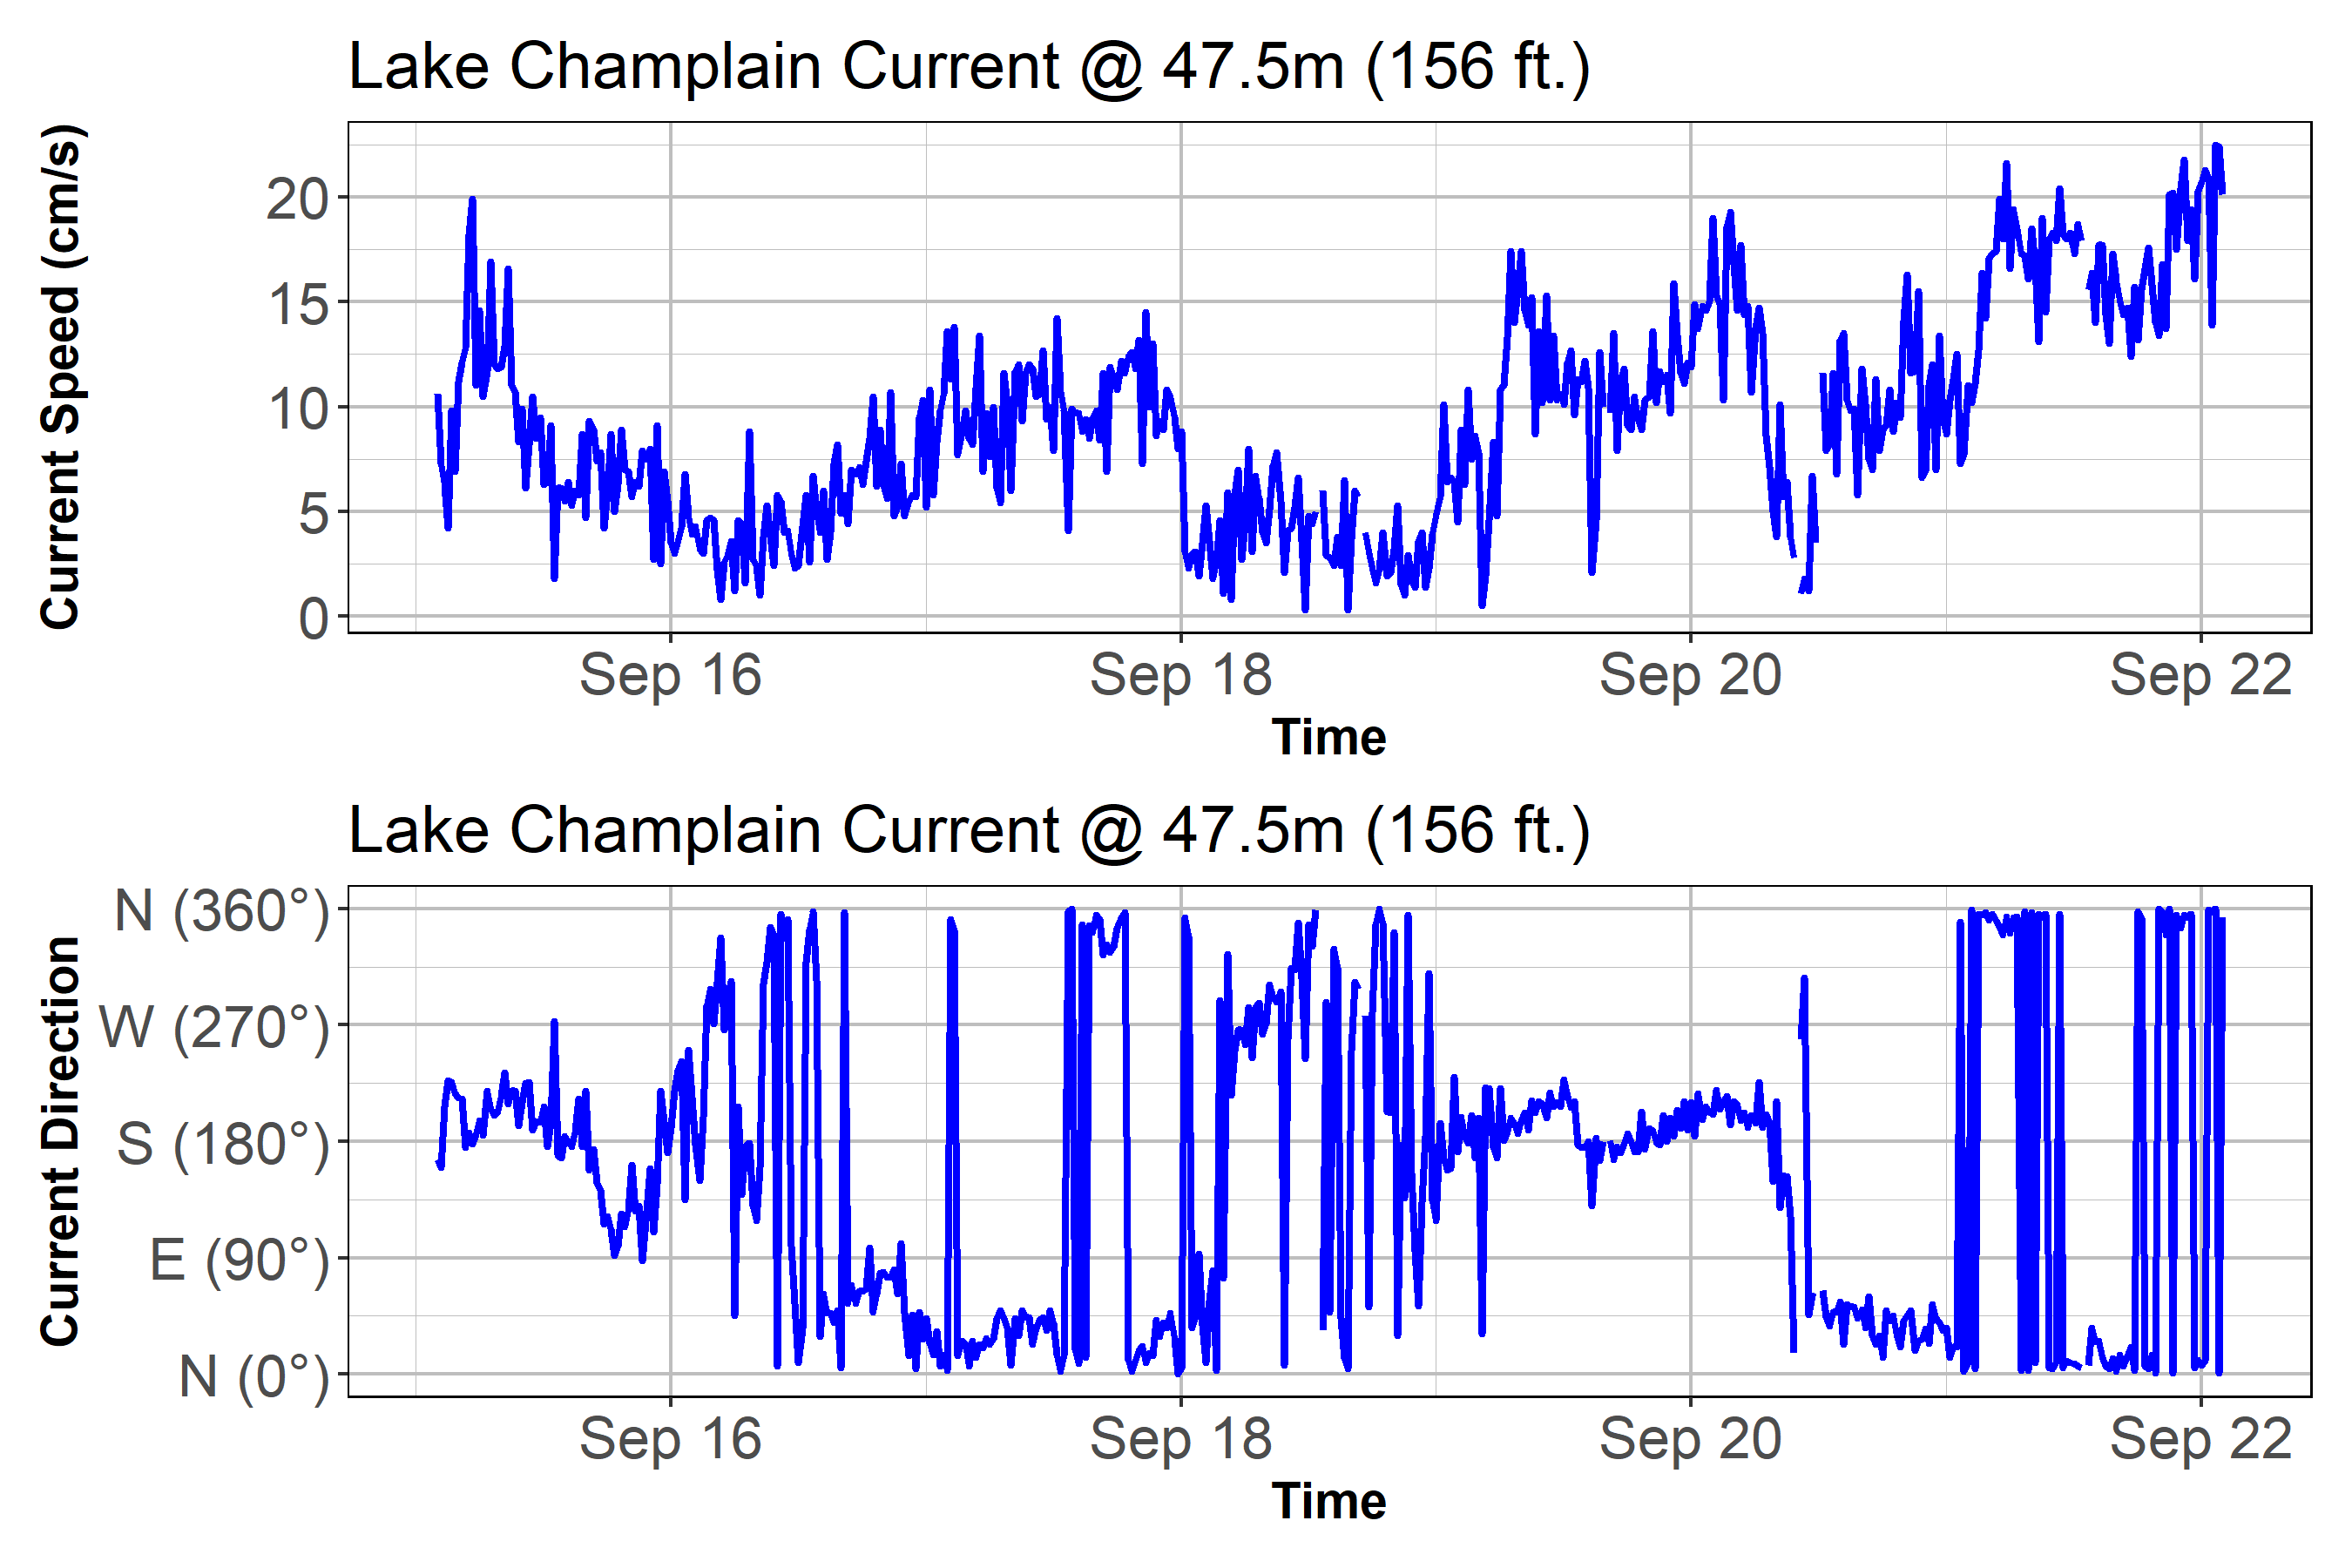 Lake Champlain Current @ 47.5m (156 ft.)
Current Speed (cm/s)
20
15
10
5
0
Sep 16 Sep 18 Sep 20 Sep 22
Time
Lake Champlain Current @ 47.5m (156 ft.)
Current Direction
N (360°)
W (270°)
S (180°)
E (90°)
N (0°)
Sep 16 Sep 18 Sep 20 Sep 22
Time